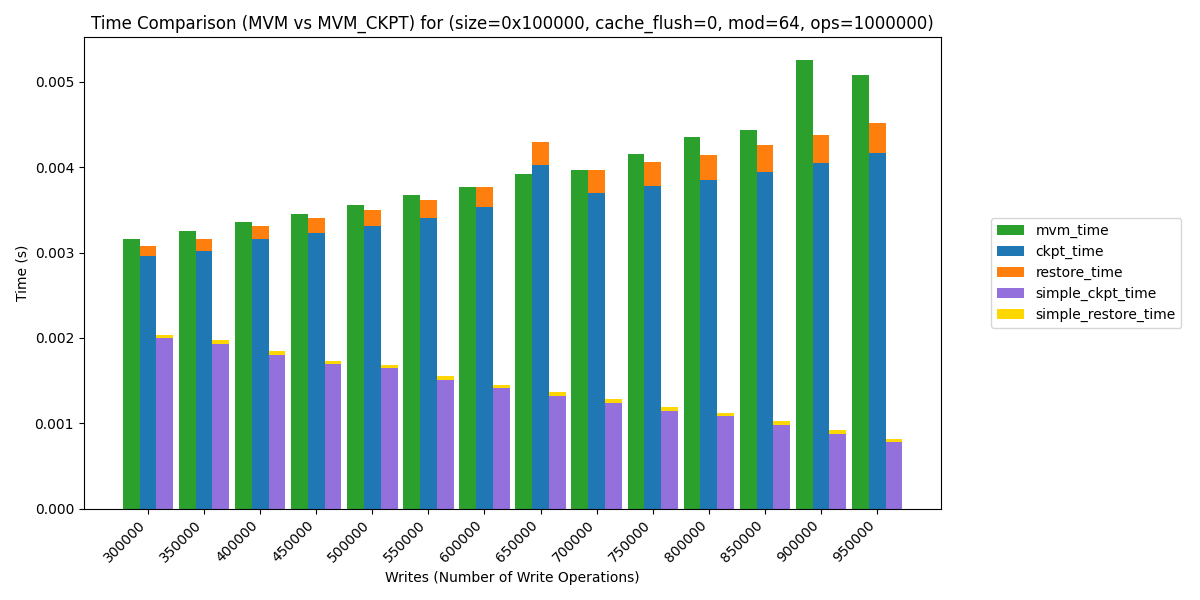 Time Comparison (MVM vs MVM_CKPT) for (size=0x100000, cache_flush=0, mod=64, ops=1000000)
Time (s)
0.005
0.004
0.003
0.002
0.001
0.000
300000
350000
400000
450000
500000
550000
600000
650000
700000
750000
800000
850000
900000
950000
Writes (Number of Write Operations)
mvm_time
ckpt_time
restore_time
simple_ckpt_time
simple_restore_time